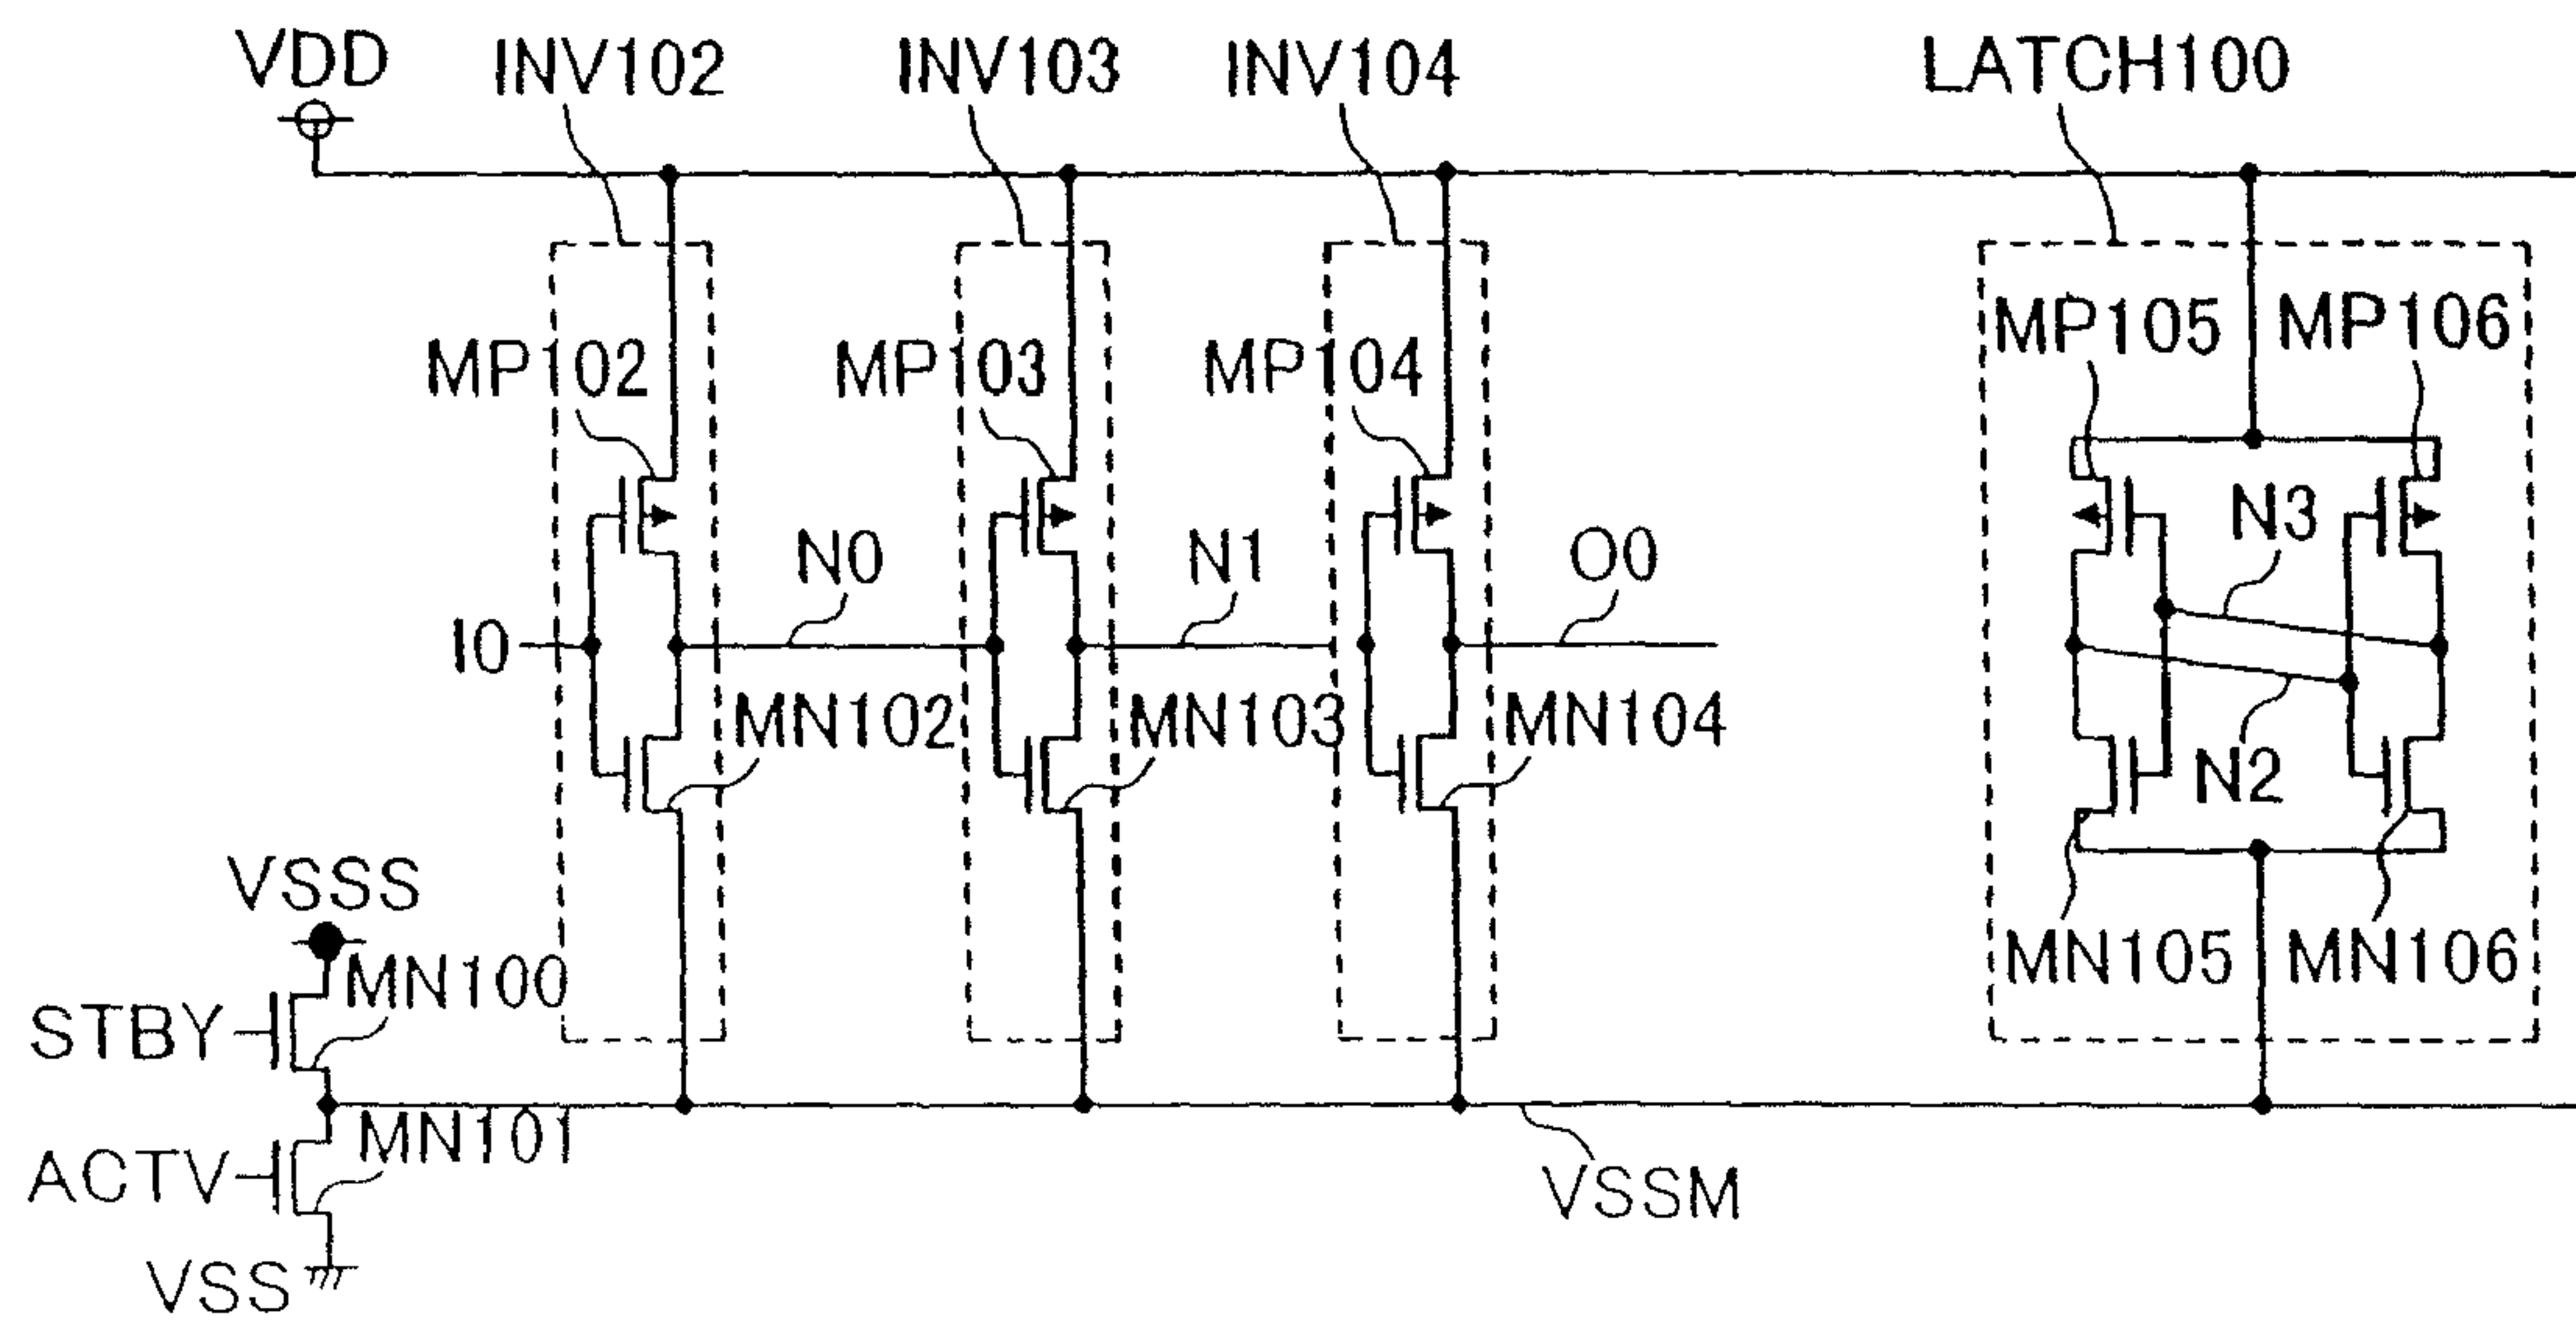 VDD
INV102
INV103
INV104
LATCH100
MP102
MP103
MP104
MP105
MP106
N3
N0
N1
O0
I0
MN102
MN103
MN104
N2
VSSS
MN100
MN105
MN106
STBY
MN101
ACTV
VSSM
VSS